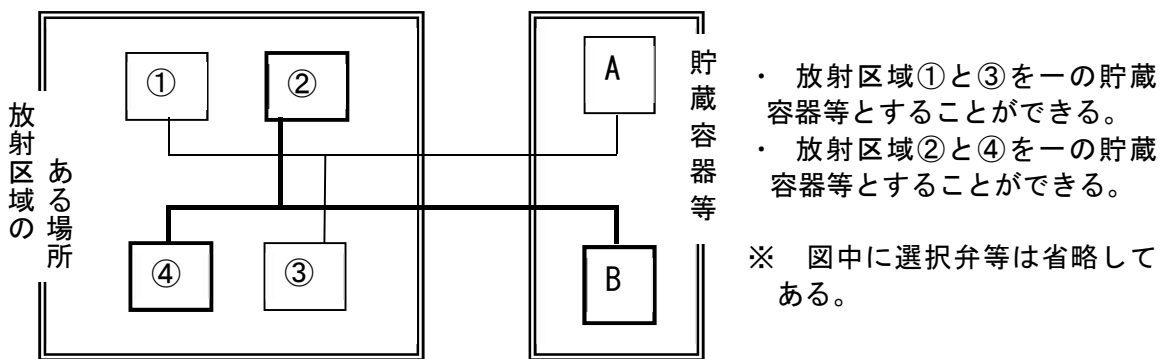 放射区域の
ある場所
①
②
④
③
A
B
貯蔵容器等
・　放射区域①と③を一の貯蔵
容器等とすることができる。
・　放射区域②と④を一の貯蔵
容器等とすることができる。
※　図中に選択弁等は省略して
ある。